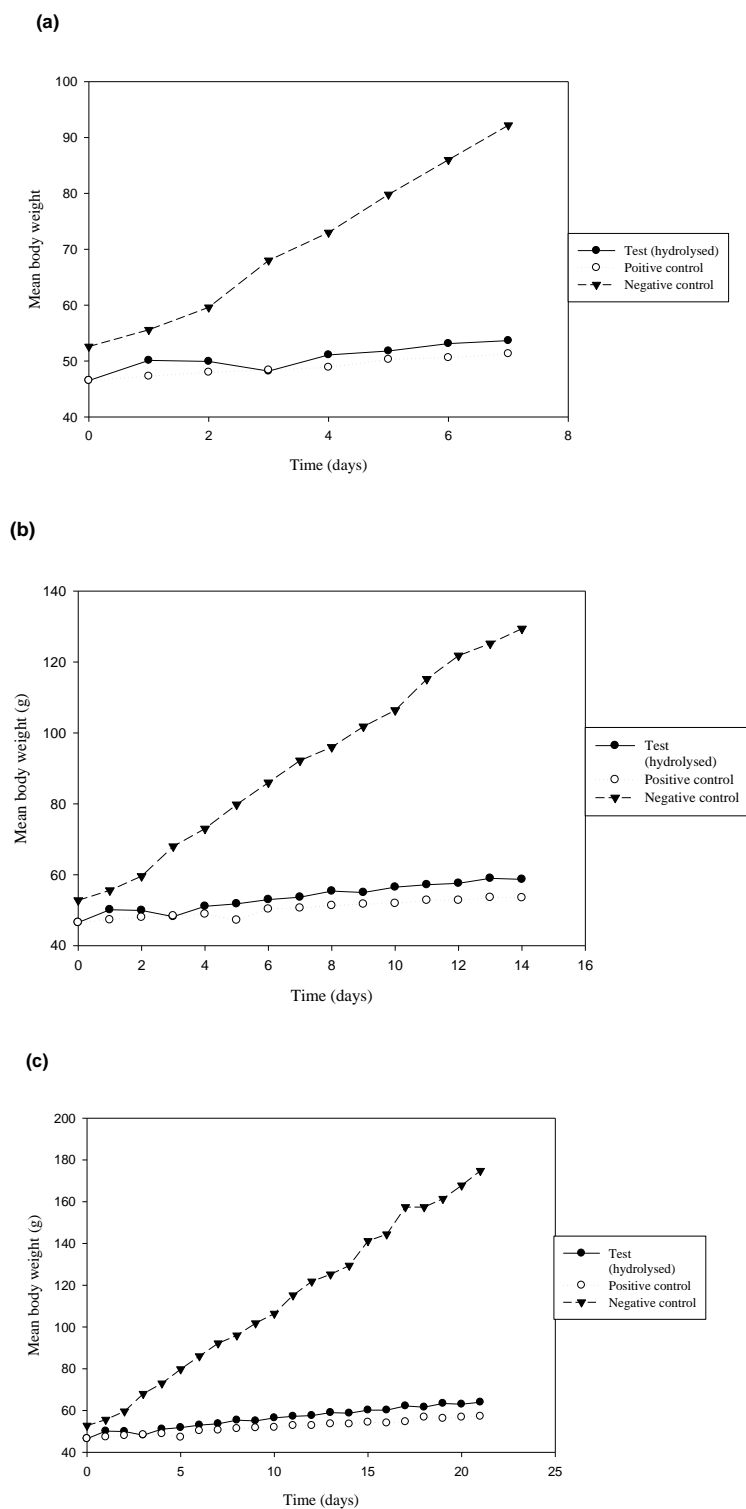 (a)
100
90
80
70
60
50
40
Mean body weight
0 2 4 6 8
Time (days)
Test (hydrolysed)
Poitive control
Negative control
(b)
140
120
100
80
60
40
Mean body weight (g)
0 2 4 6 8 10 12 14 16
Time (days)
Test
(hydrolysed)
Positive control
Negative control
(c)
200
180
160
140
120
100
80
60
40
Mean body weight (g)
0 5 10 15 20 25
Time (days)
Test
(hydrolysed)
Positive control
Negative control